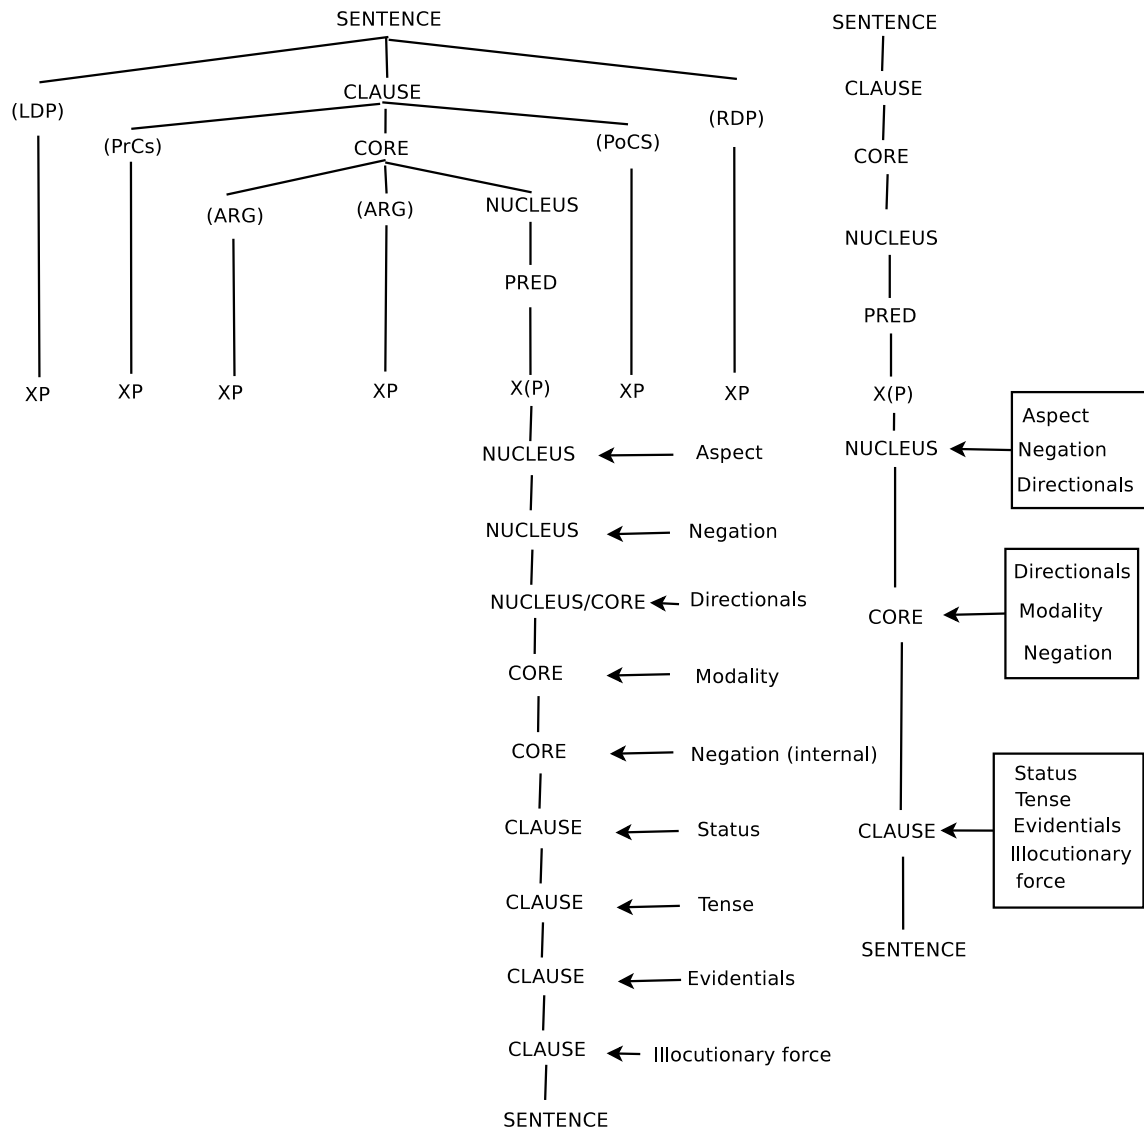 SENTENCE
(LDP)
CLAUSE
(RDP)
(PrCs)
CORE
(PoCS)
(ARG)
(ARG)
NUCLEUS
PRED
XP
XP
XP
XP
X(P)
XP
XP
NUCLEUS
Aspect
NUCLEUS
Negation
NUCLEUS/CORE
Directionals
CORE
Modality
CORE
Negation (internal)
CLAUSE
Status
CLAUSE
Tense
CLAUSE
Evidentials
CLAUSE
Illocutionary force
SENTENCE
SENTENCE
CLAUSE
CORE
NUCLEUS
PRED
X(P)
NUCLEUS
Aspect
Negation
Directionals
CORE
Directionals
Modality
Negation
CLAUSE
Status
Tense
Evidentials
Illocutionary
force
SENTENCE